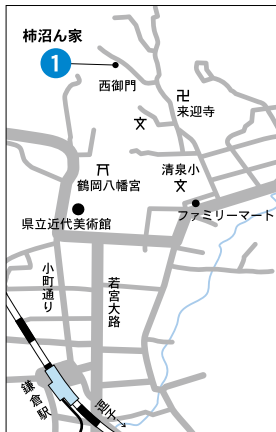 柿沼ん家
1
西御門
来迎寺
鶴岡八幡宮
清泉小
ファミリーマート
県立近代美術館
小町通り
若宮大路
鎌倉駅
逗子→